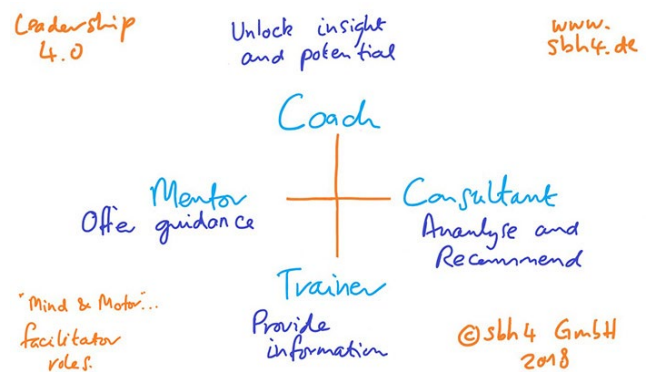 Leadership
4.0
Unlock insight
and potential
www.
sbh4.de
Coach
Mentor
Offer guidance
Consultant
Ananlyse and
Recommend
Trainer
Provide
information
"Mind & Motor"...
facilitator
roles.
©sbh4 GmbH
2018